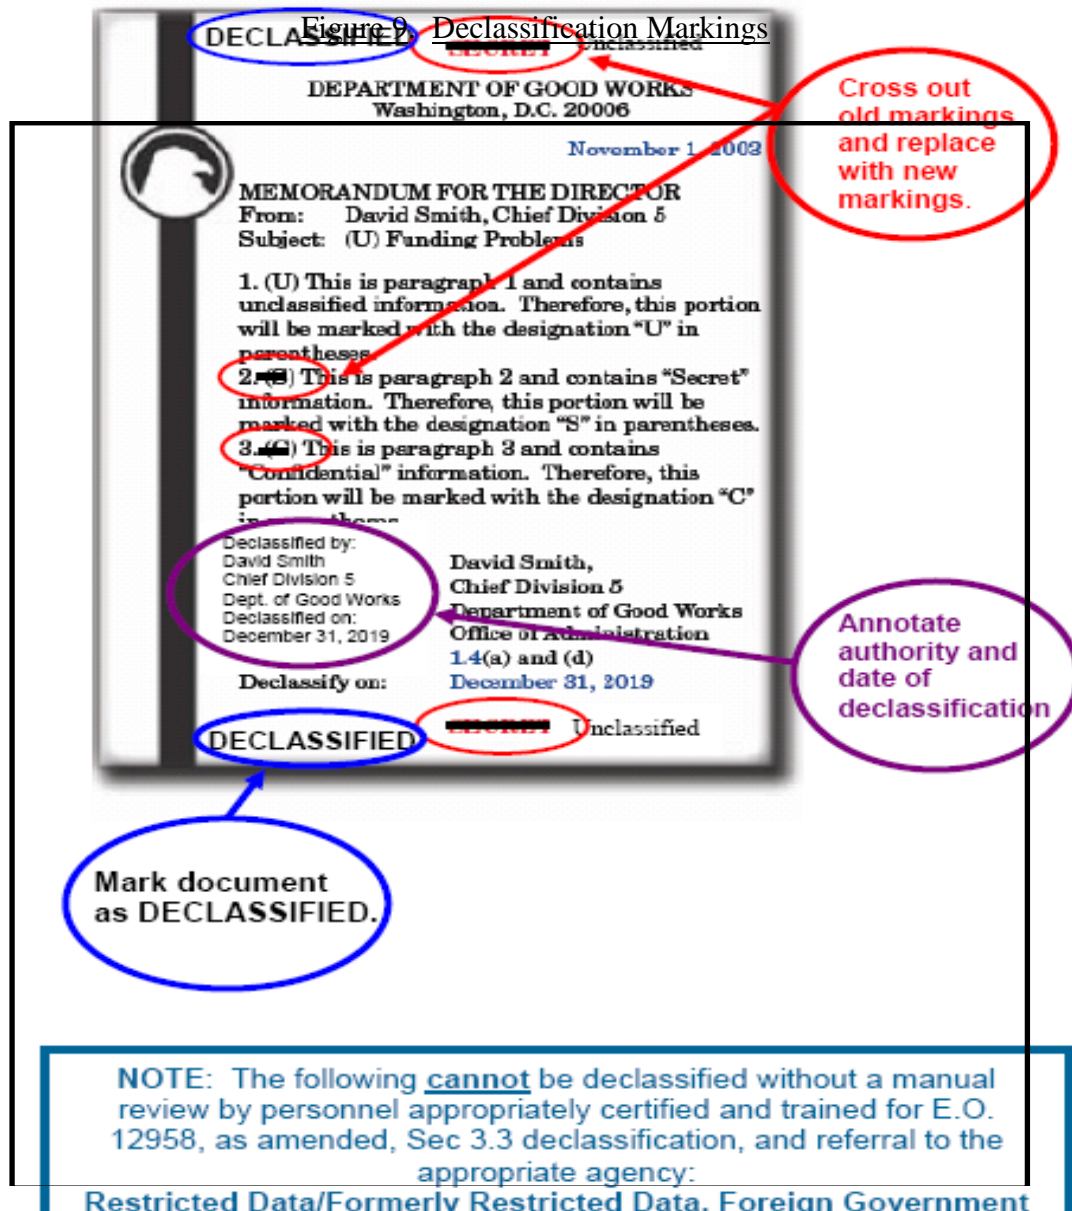 Figure 9. Declassification Markings
DECLASSIFIED SECRET Unclassified
DEPARTMENT OF GOOD WORKS
Washington, D.C. 20006
November 1, 2003
Cross out
old markings
and replace
with new
markings.
MEMORANDUM FOR THE DIRECTOR
From: David Smith, Chief Division 5
Subject: (U) Funding Problems
1. (U) This is paragraph 1 and contains
unclassified information. Therefore, this portion
will be marked with the designation “U” in
parentheses.
2. (S) This is paragraph 2 and contains “Secret”
information. Therefore, this portion will be
marked with the designation “S” in parentheses.
3. (C) This is paragraph 3 and contains
“Confidential” information. Therefore, this
portion will be marked with the designation “C”
Declassified by:
David Smith
Chief Division 5
Dept. of Good Works
Declassified on:
December 31, 2019
David Smith,
Chief Division 5
Department of Good Works
Office of Administration
1.4(a) and (d)
Declassify on: December 31, 2019
Annotate
authority and
date of
declassification
DECLASSIFIED SECRET Unclassified
Mark document
as DECLASSIFIED.
NOTE: The following cannot be declassified without a manual
review by personnel appropriately certified and trained for E.O.
12958, as amended, Sec 3.3 declassification, and referral to the
appropriate agency:
Restricted Data/Formerly Restricted Data, Foreign Government